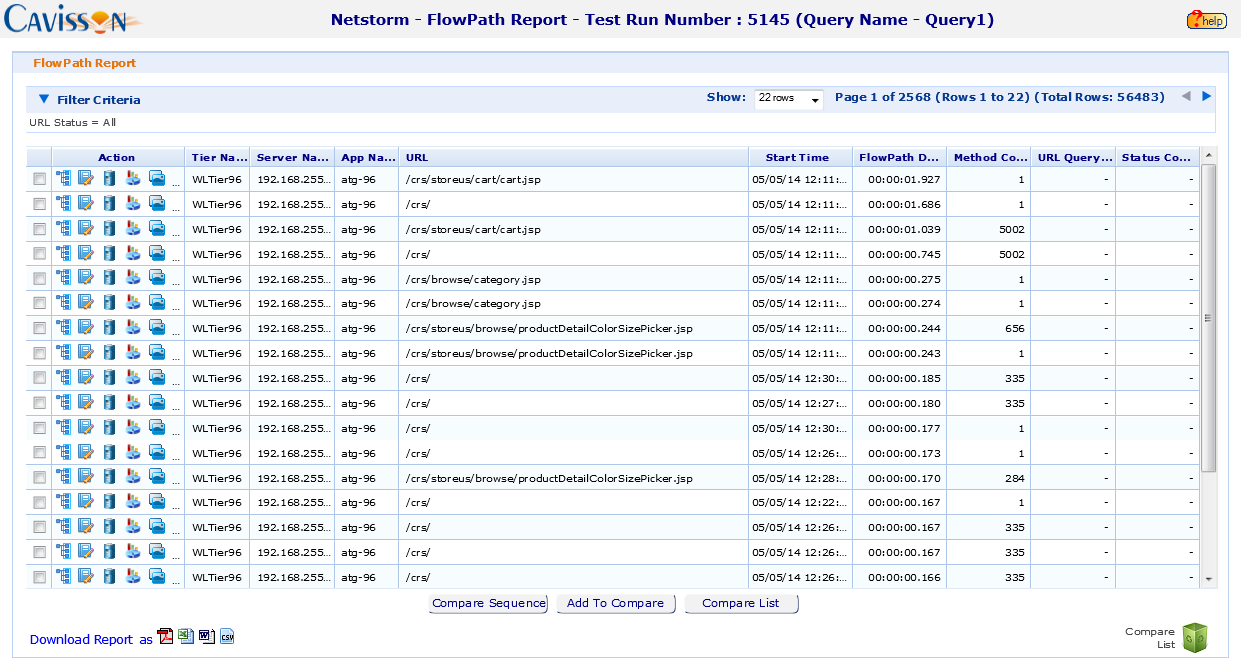 CAVISSON
Netstorm - FlowPath Report - Test Run Number : 5145 (Query Name - Query1)
?help
FlowPath Report
Filter Criteria
Show: 22 rows Page 1 of 2568 (Rows 1 to 22) (Total Rows: 56483)
URL Status = All
Action Tier Na... Server Na... App Na... URL Start Time FlowPath D... Method Co... URL Query... Status Co...
... WLTier96 192.168.255... atg-96 /crs/storeus/cart/cart.jsp 05/05/14 12:11:... 00:00:01.927 1 - -
... WLTier96 192.168.255... atg-96 /crs/ 05/05/14 12:11:... 00:00:01.686 1 - -
... WLTier96 192.168.255... atg-96 /crs/storeus/cart/cart.jsp 05/05/14 12:11:... 00:00:01.039 5002 - -
... WLTier96 192.168.255... atg-96 /crs/ 05/05/14 12:11:... 00:00:00.745 5002 - -
... WLTier96 192.168.255... atg-96 /crs/browse/category.jsp 05/05/14 12:11:... 00:00:00.275 1 - -
... WLTier96 192.168.255... atg-96 /crs/browse/category.jsp 05/05/14 12:11:... 00:00:00.274 1 - -
... WLTier96 192.168.255... atg-96 /crs/storeus/browse/productDetailColorSizePicker.jsp 05/05/14 12:11:... 00:00:00.244 656 - -
... WLTier96 192.168.255... atg-96 /crs/storeus/browse/productDetailColorSizePicker.jsp 05/05/14 12:11:... 00:00:00.243 1 - -
... WLTier96 192.168.255... atg-96 /crs/ 05/05/14 12:30:... 00:00:00.185 335 - -
... WLTier96 192.168.255... atg-96 /crs/ 05/05/14 12:27:... 00:00:00.180 335 - -
... WLTier96 192.168.255... atg-96 /crs/ 05/05/14 12:30:... 00:00:00.177 1 - -
... WLTier96 192.168.255... atg-96 /crs/ 05/05/14 12:26:... 00:00:00.173 1 - -
... WLTier96 192.168.255... atg-96 /crs/storeus/browse/productDetailColorSizePicker.jsp 05/05/14 12:28:... 00:00:00.170 284 - -
... WLTier96 192.168.255... atg-96 /crs/ 05/05/14 12:22:... 00:00:00.167 1 - -
... WLTier96 192.168.255... atg-96 /crs/ 05/05/14 12:26:... 00:00:00.167 335 - -
... WLTier96 192.168.255... atg-96 /crs/ 05/05/14 12:26:... 00:00:00.167 335 - -
... WLTier96 192.168.255... atg-96 /crs/ 05/05/14 12:26:... 00:00:00.166 335 - -
Compare Sequence Add To Compare Compare List
Download Report as CSV
Compare
List